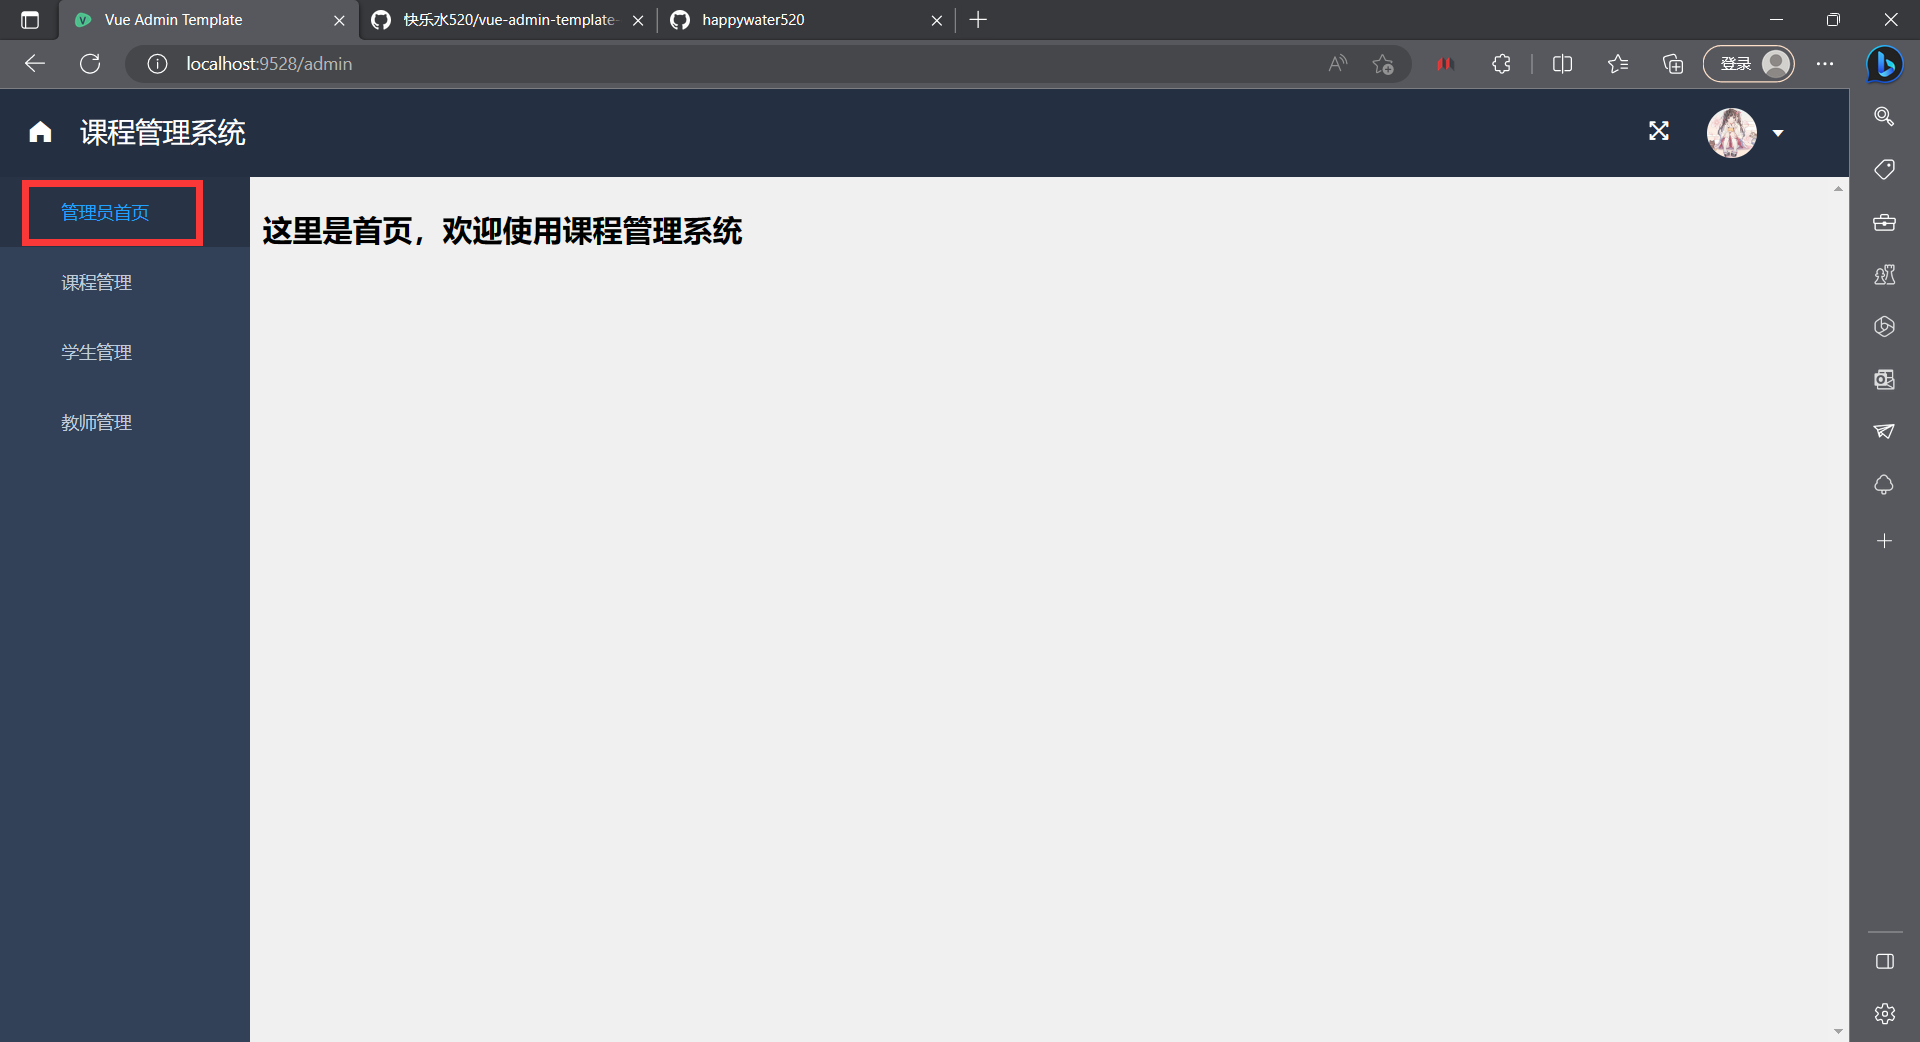 Vue Admin Template
快乐水520/vue-admin-template-
happywater520
localhost:9528/admin
登录
课程管理系统
管理员首页
课程管理
学生管理
教师管理
这里是首页，欢迎使用课程管理系统